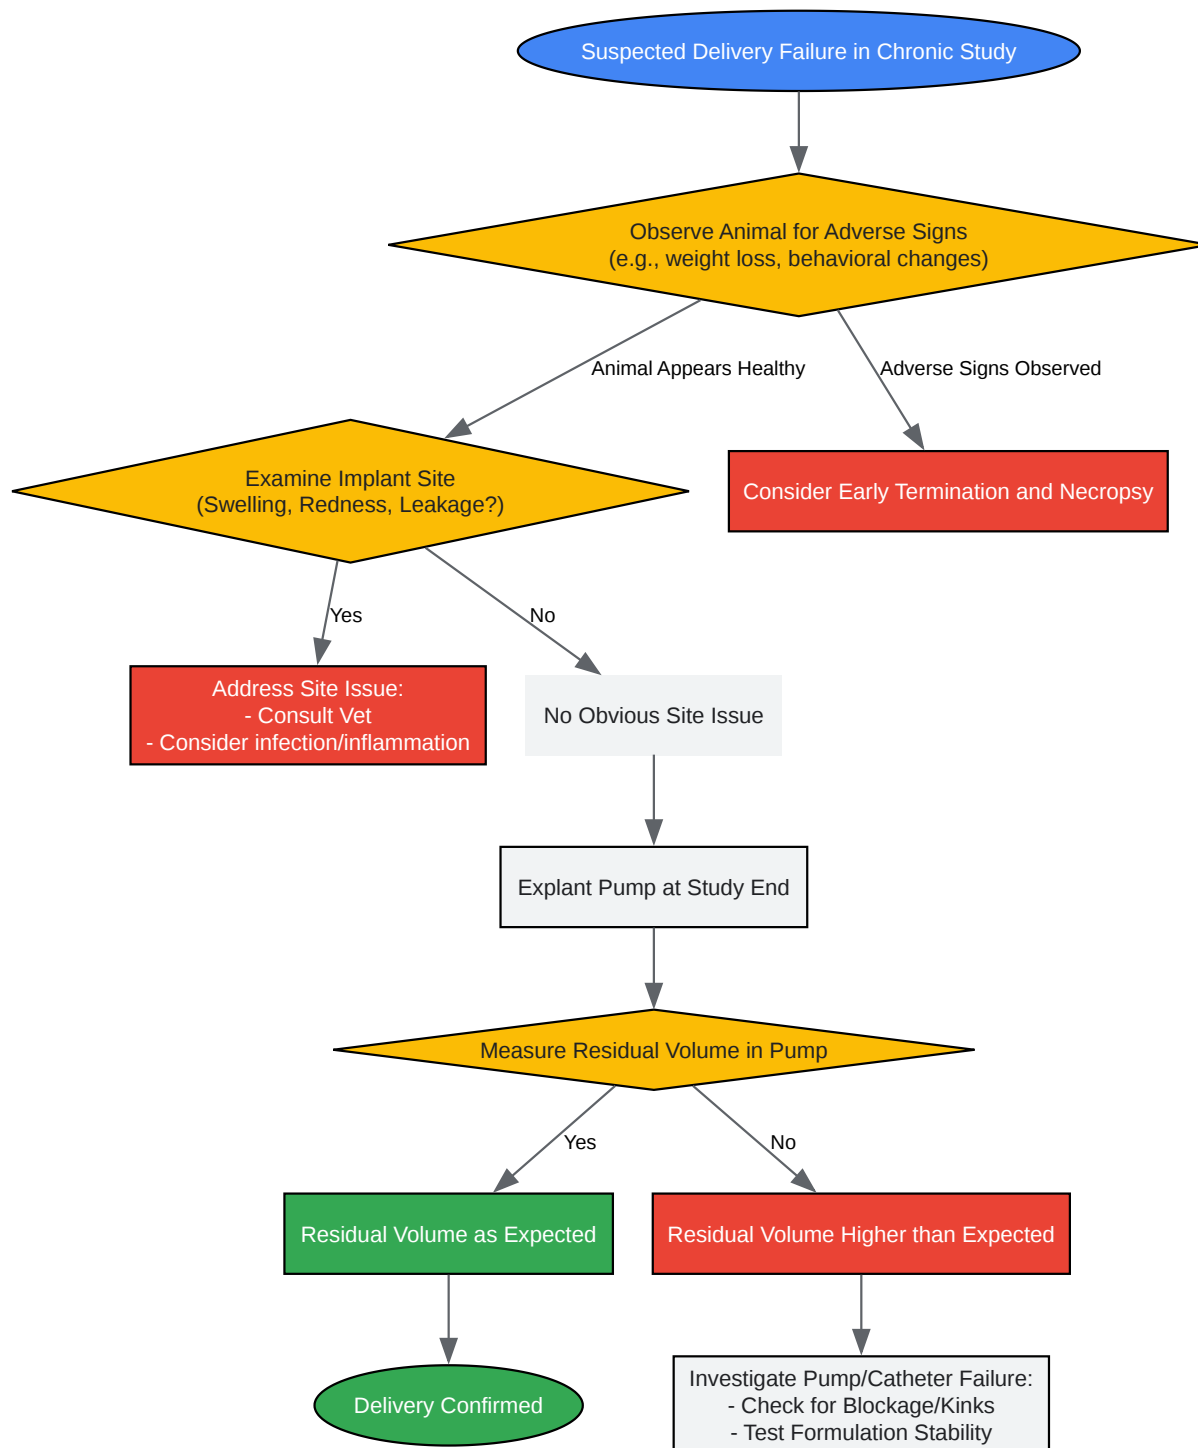 Suspected Delivery Failure in Chronic Study
Observe Animal for Adverse Signs
(e.g., weight loss, behavioral changes)
Animal Appears Healthy
Adverse Signs Observed
Examine Implant Site
(Swelling, Redness, Leakage?)
Consider Early Termination and Necropsy
Yes
No
Address Site Issue:
- Consult Vet
- Consider infection/inflammation
No Obvious Site Issue
Explant Pump at Study End
Measure Residual Volume in Pump
Yes
No
Residual Volume as Expected
Residual Volume Higher than Expected
Delivery Confirmed
Investigate Pump/Catheter Failure:
- Check for Blockage/Kinks
- Test Formulation Stability